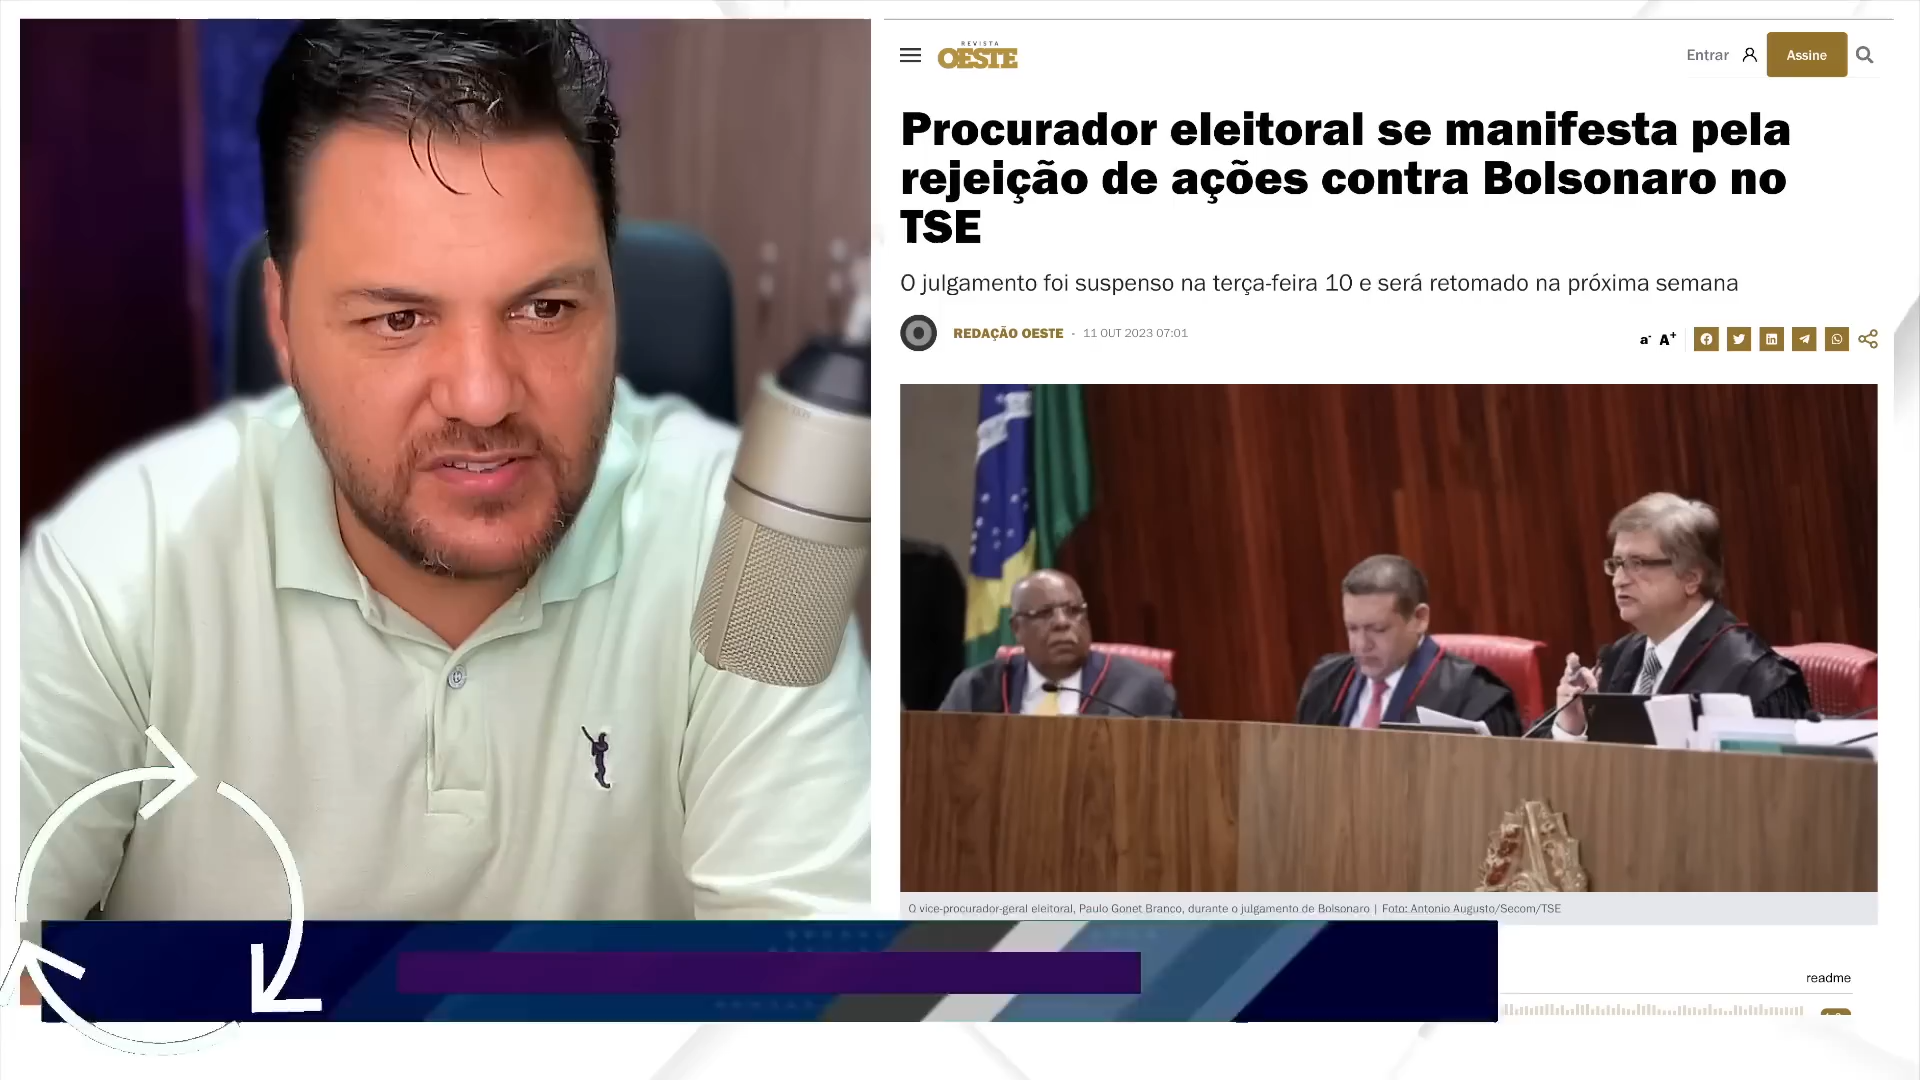 REVISTA
OESTE
Entrar
Assine
Procurador eleitoral se manifesta pela
rejeição de ações contra Bolsonaro no
TSE
O julgamento foi suspenso na terça-feira 10 e será retomado na próxima semana
REDAÇÃO OESTE - 11 OUT 2023 07:01
a- A+
O vice-procurador-geral eleitoral, Paulo Gonet Branco, durante o julgamento de Bolsonaro | Foto: Antonio Augusto/Secom/TSE
readme